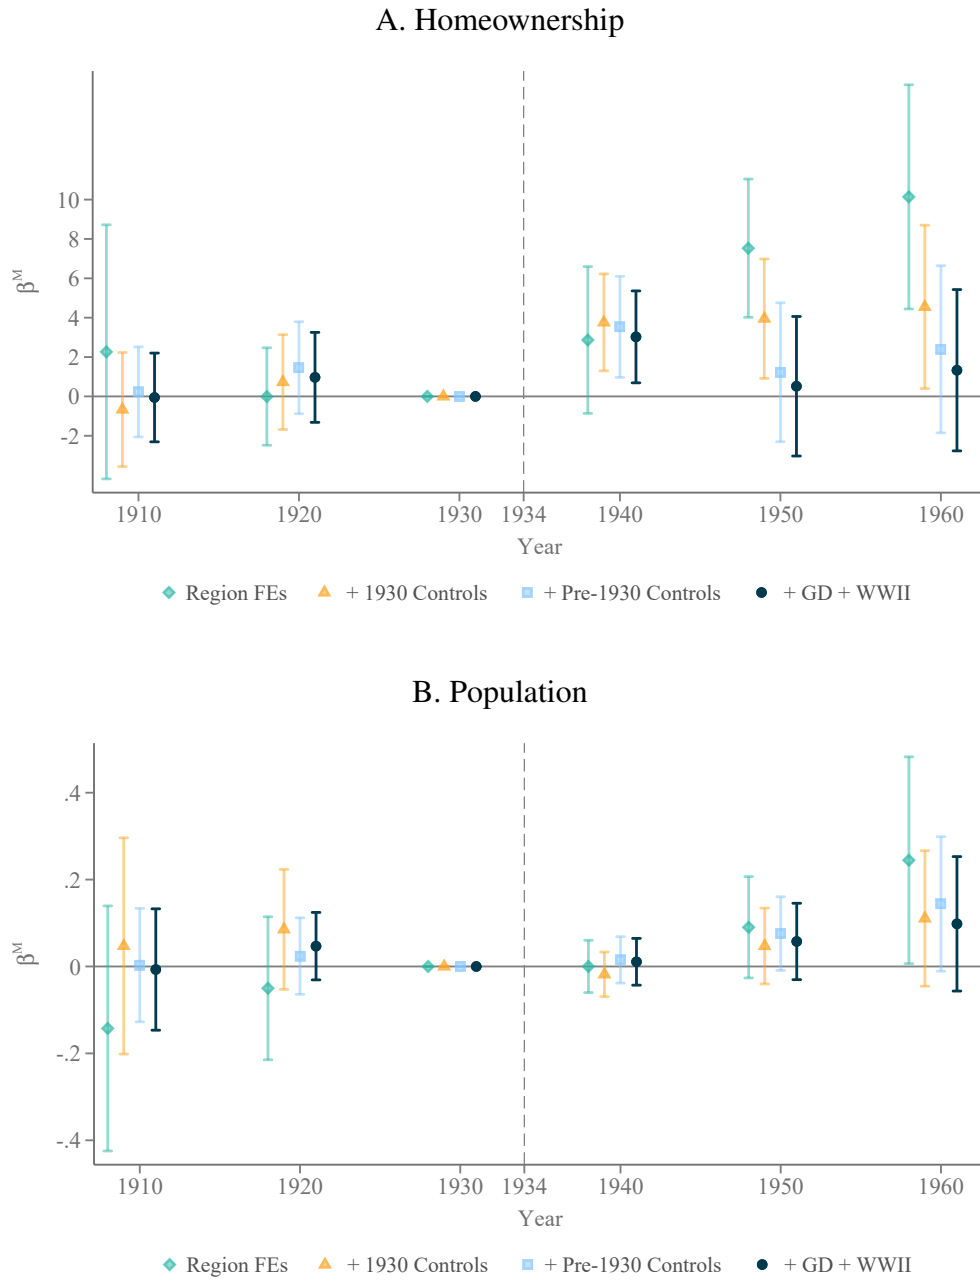 A. Homeownership
10
8
6
4
2
0
-2
βᴹ
1910 1920 1930 1934 1940 1950 1960
Year
Region FEs + 1930 Controls + Pre-1930 Controls + GD + WWII
B. Population
.4
.2
0
-.2
-.4
βᴹ
1910 1920 1930 1934 1940 1950 1960
Year
Region FEs + 1930 Controls + Pre-1930 Controls + GD + WWII